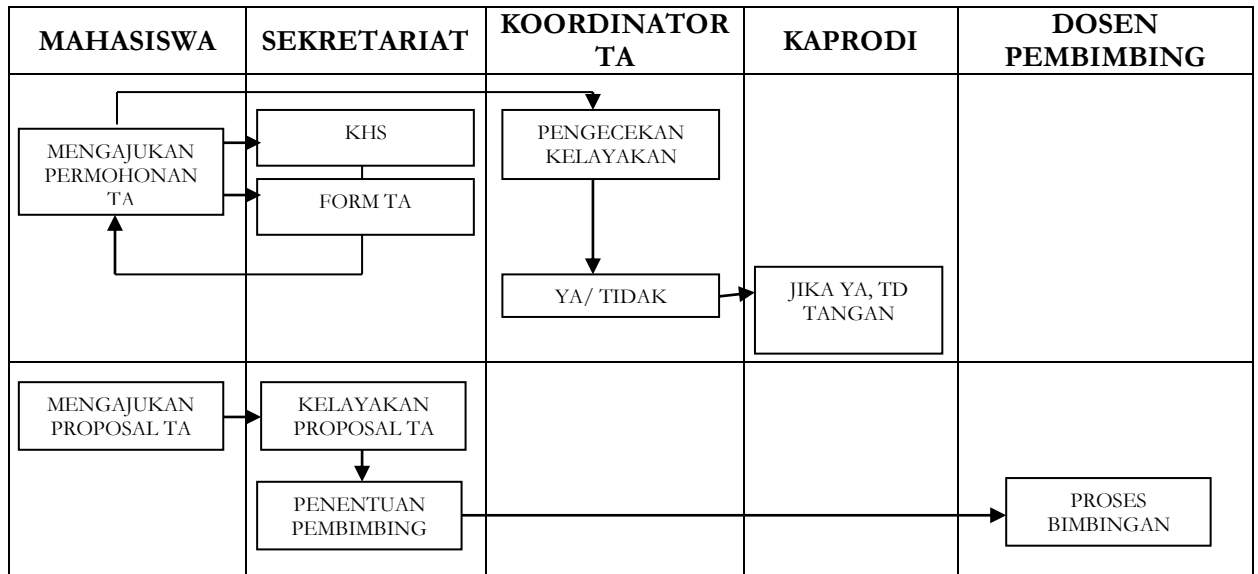 MAHASISWA
SEKRETARIAT
KOORDINATOR
TA
KAPRODI
DOSEN
PEMBIMBING
MENGAJUKAN
PERMOHONAN
TA
KHS
FORM TA
PENGECEKAN
KELAYAKAN
YA/ TIDAK
JIKA YA, TD
TANGAN
MENGAJUKAN
PROPOSAL TA
KELAYAKAN
PROPOSAL TA
PENENTUAN
PEMBIMBING
PROSES
BIMBINGAN